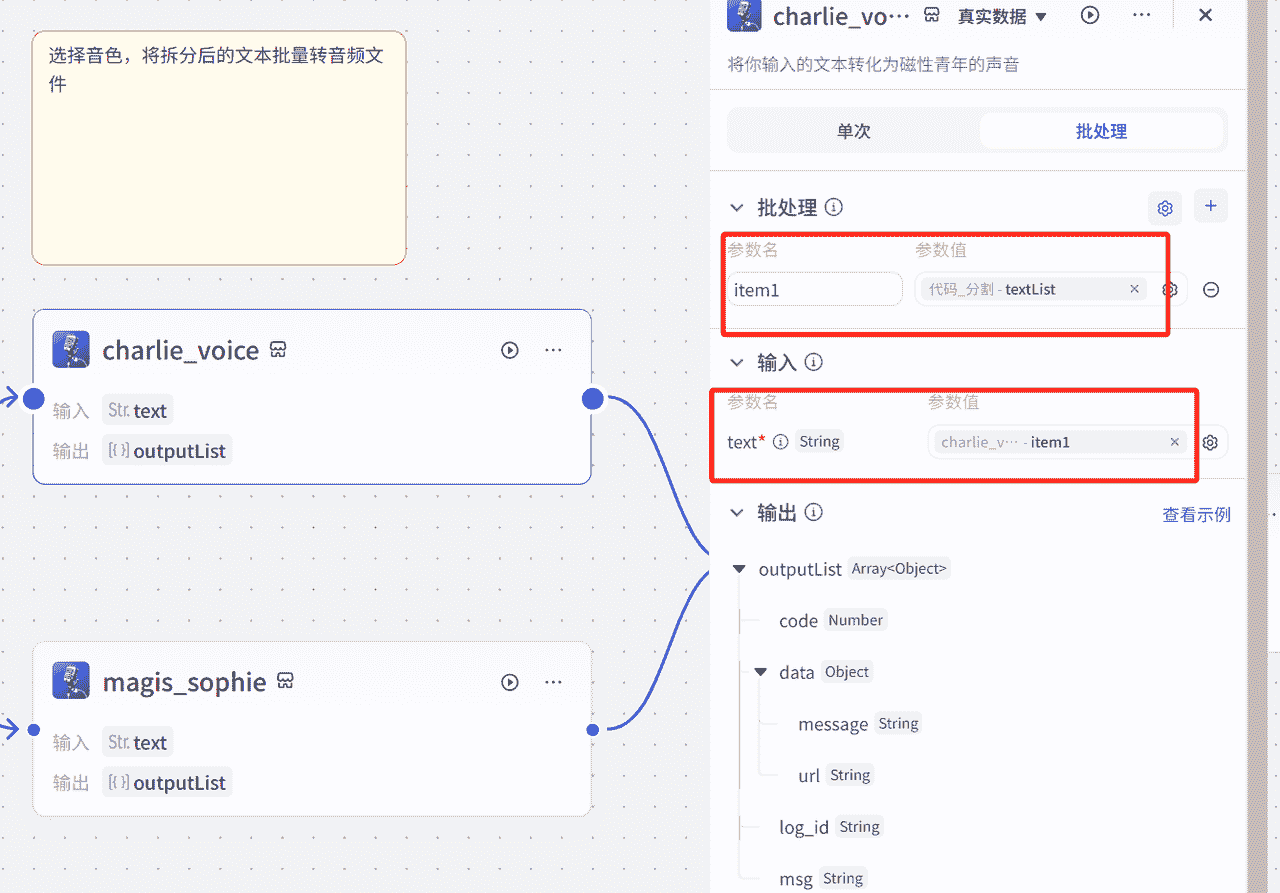 选择音色，将拆分后的文本批量转音频文
件
charlie_voice
输入 Str. text
输出 [{}] outputList
magis_sophie
输入 Str. text
输出 [{}] outputList
charlie_vo··· 真实数据
将你输入的文本转化为磁性青年的声音
单次 批处理
批处理
参数名 参数值
item1 代码_分割 - textList
输入
参数名 参数值
text* String charlie_v··· - item1
输出 查看示例
outputList Array<Object>
code Number
data Object
message String
url String
log_id String
msg String